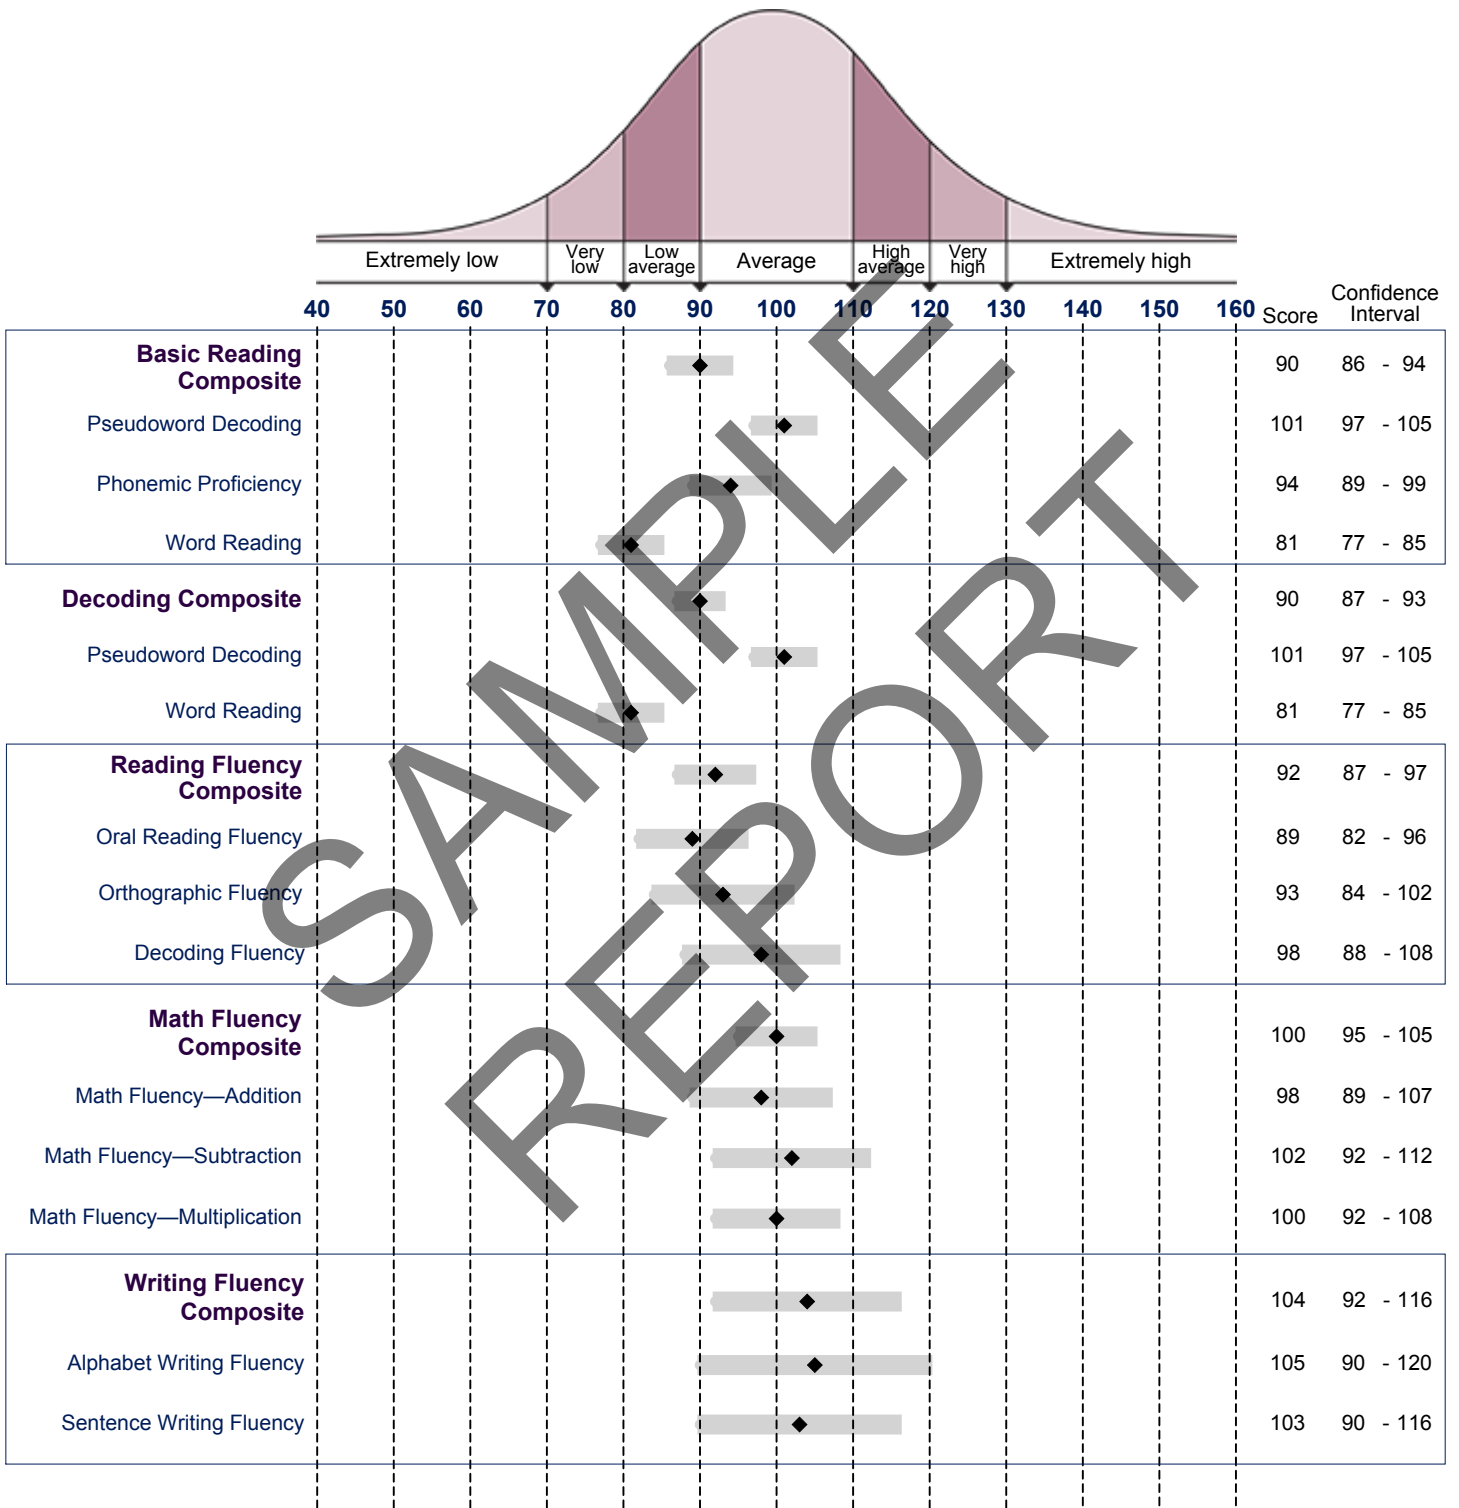 Extremely low
Very
low
Low
average
Average
High
average
Very
high
Extremely high
40 50 60 70 80 90 100 110 120 130 140 150 160
Score
Confidence
Interval
Basic Reading
Composite
90 86 - 94
Pseudoword Decoding 101 97 - 105
Phonemic Proficiency 94 89 - 99
Word Reading 81 77 - 85
Decoding Composite 90 87 - 93
Pseudoword Decoding 101 97 - 105
Word Reading 81 77 - 85
Reading Fluency
Composite
92 87 - 97
Oral Reading Fluency 89 82 - 96
Orthographic Fluency 93 84 - 102
Decoding Fluency 98 88 - 108
Math Fluency
Composite
100 95 - 105
Math Fluency—Addition 98 89 - 107
Math Fluency—Subtraction 102 92 - 112
Math Fluency—Multiplication 100 92 - 108
Writing Fluency
Composite
104 92 - 116
Alphabet Writing Fluency 105 90 - 120
Sentence Writing Fluency 103 90 - 116
SAMPLE
REPORT